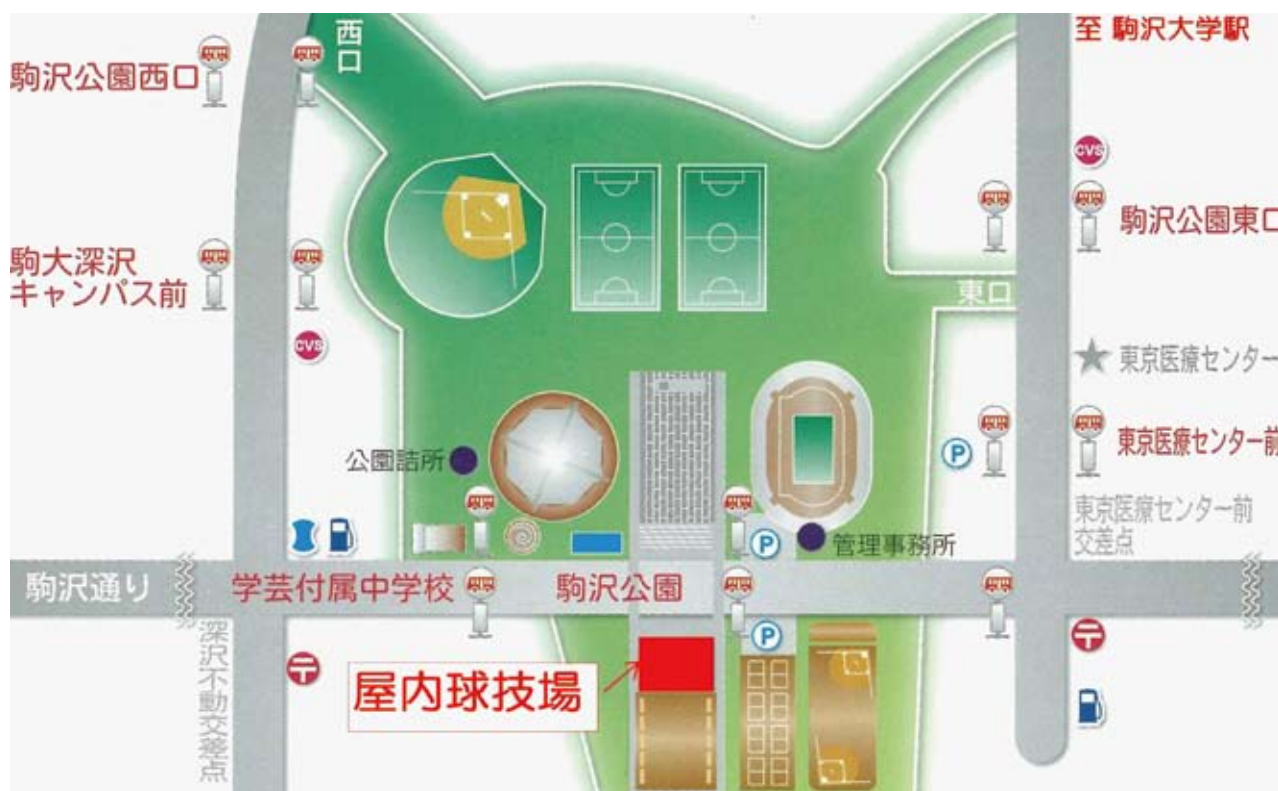 至 駒沢大学駅
西口
駒沢公園西口
CVS
駒沢公園東口
駒大深沢
キャンパス前
東口
CVS
東京医療センター
公園詰所
P
東京医療センター前
東京医療センター前
交差点
P
管理事務所
駒沢通り
学芸付属中学校
駒沢公園
P
深沢不動交差点
屋内球技場